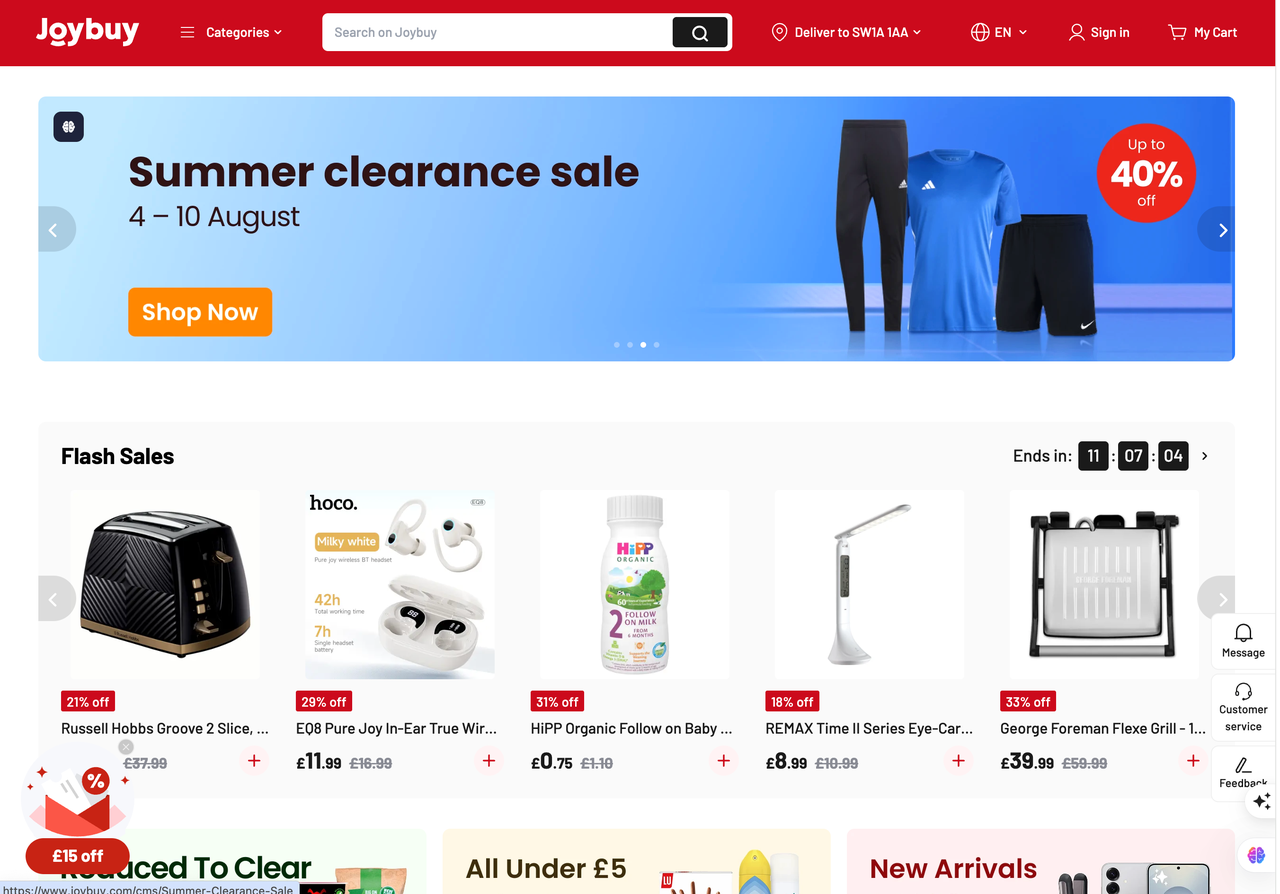 Joybuy
Categories
Search on Joybuy
Deliver to SW1A 1AA
EN
Sign in
My Cart
Summer clearance sale
4 – 10 August
Shop Now
Up to
40%
off
Flash Sales
Ends in: 11 : 07 : 04
hoco.
EQ8
Milky white
Pure joy wireless BT headset
42h
Total working time
7h
Single headset
battery
HiPP
ORGANIC
2 FOLLOW
ON MILK
FROM
6 MONTHS
21% off
Russell Hobbs Groove 2 Slice, ...
£37.99
29% off
EQ8 Pure Joy In-Ear True Wir...
£11.99 £16.99
31% off
HiPP Organic Follow on Baby ...
£0.75 £1.10
18% off
REMAX Time II Series Eye-Car...
£8.99 £10.99
33% off
George Foreman Flexe Grill - 1...
£39.99 £59.99
Message
Customer
service
Feedback
%
£15 off
Reduced To Clear
All Under £5
LU
New Arrivals
https://www.joybuy.com/cms/Summer-Clearance-Sale